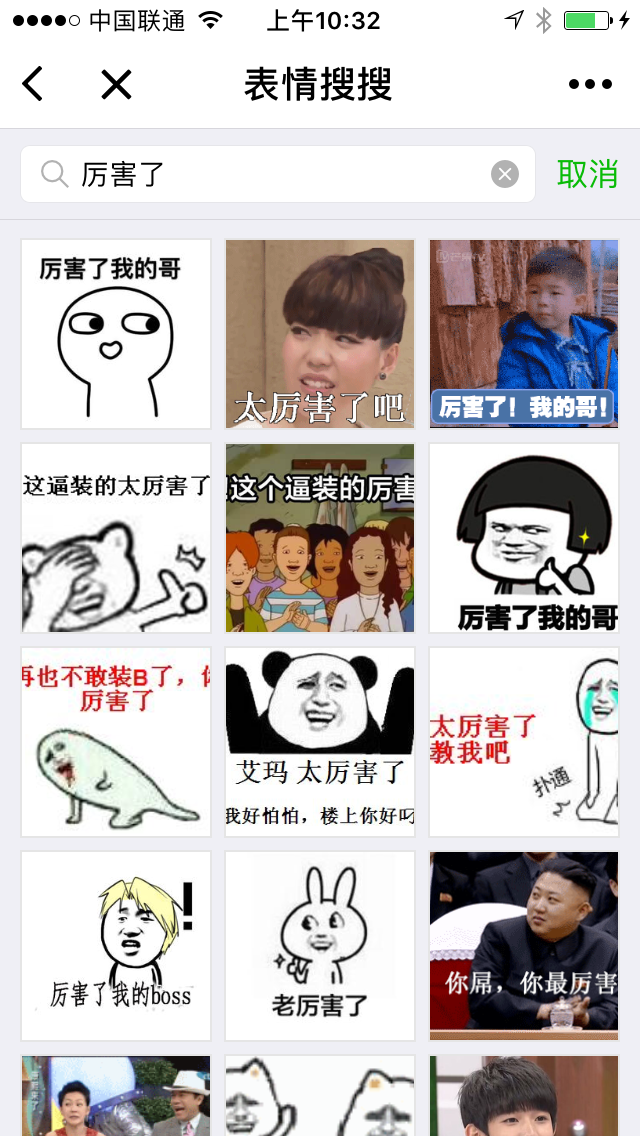 中国联通
上午10:32
表情搜搜
厉害了
取消
厉害了我的哥
太厉害了吧
厉害了！我的哥！
这逼装的太厉害了
这个逼装的厉害
厉害了我的哥
再也不敢装B了，你
厉害了
艾玛 太厉害了
我好怕怕，楼上你好叼
太厉害了
教我吧
扑通
!
厉害了我的boss
老厉害了
你屌，你最厉害
康熙来了